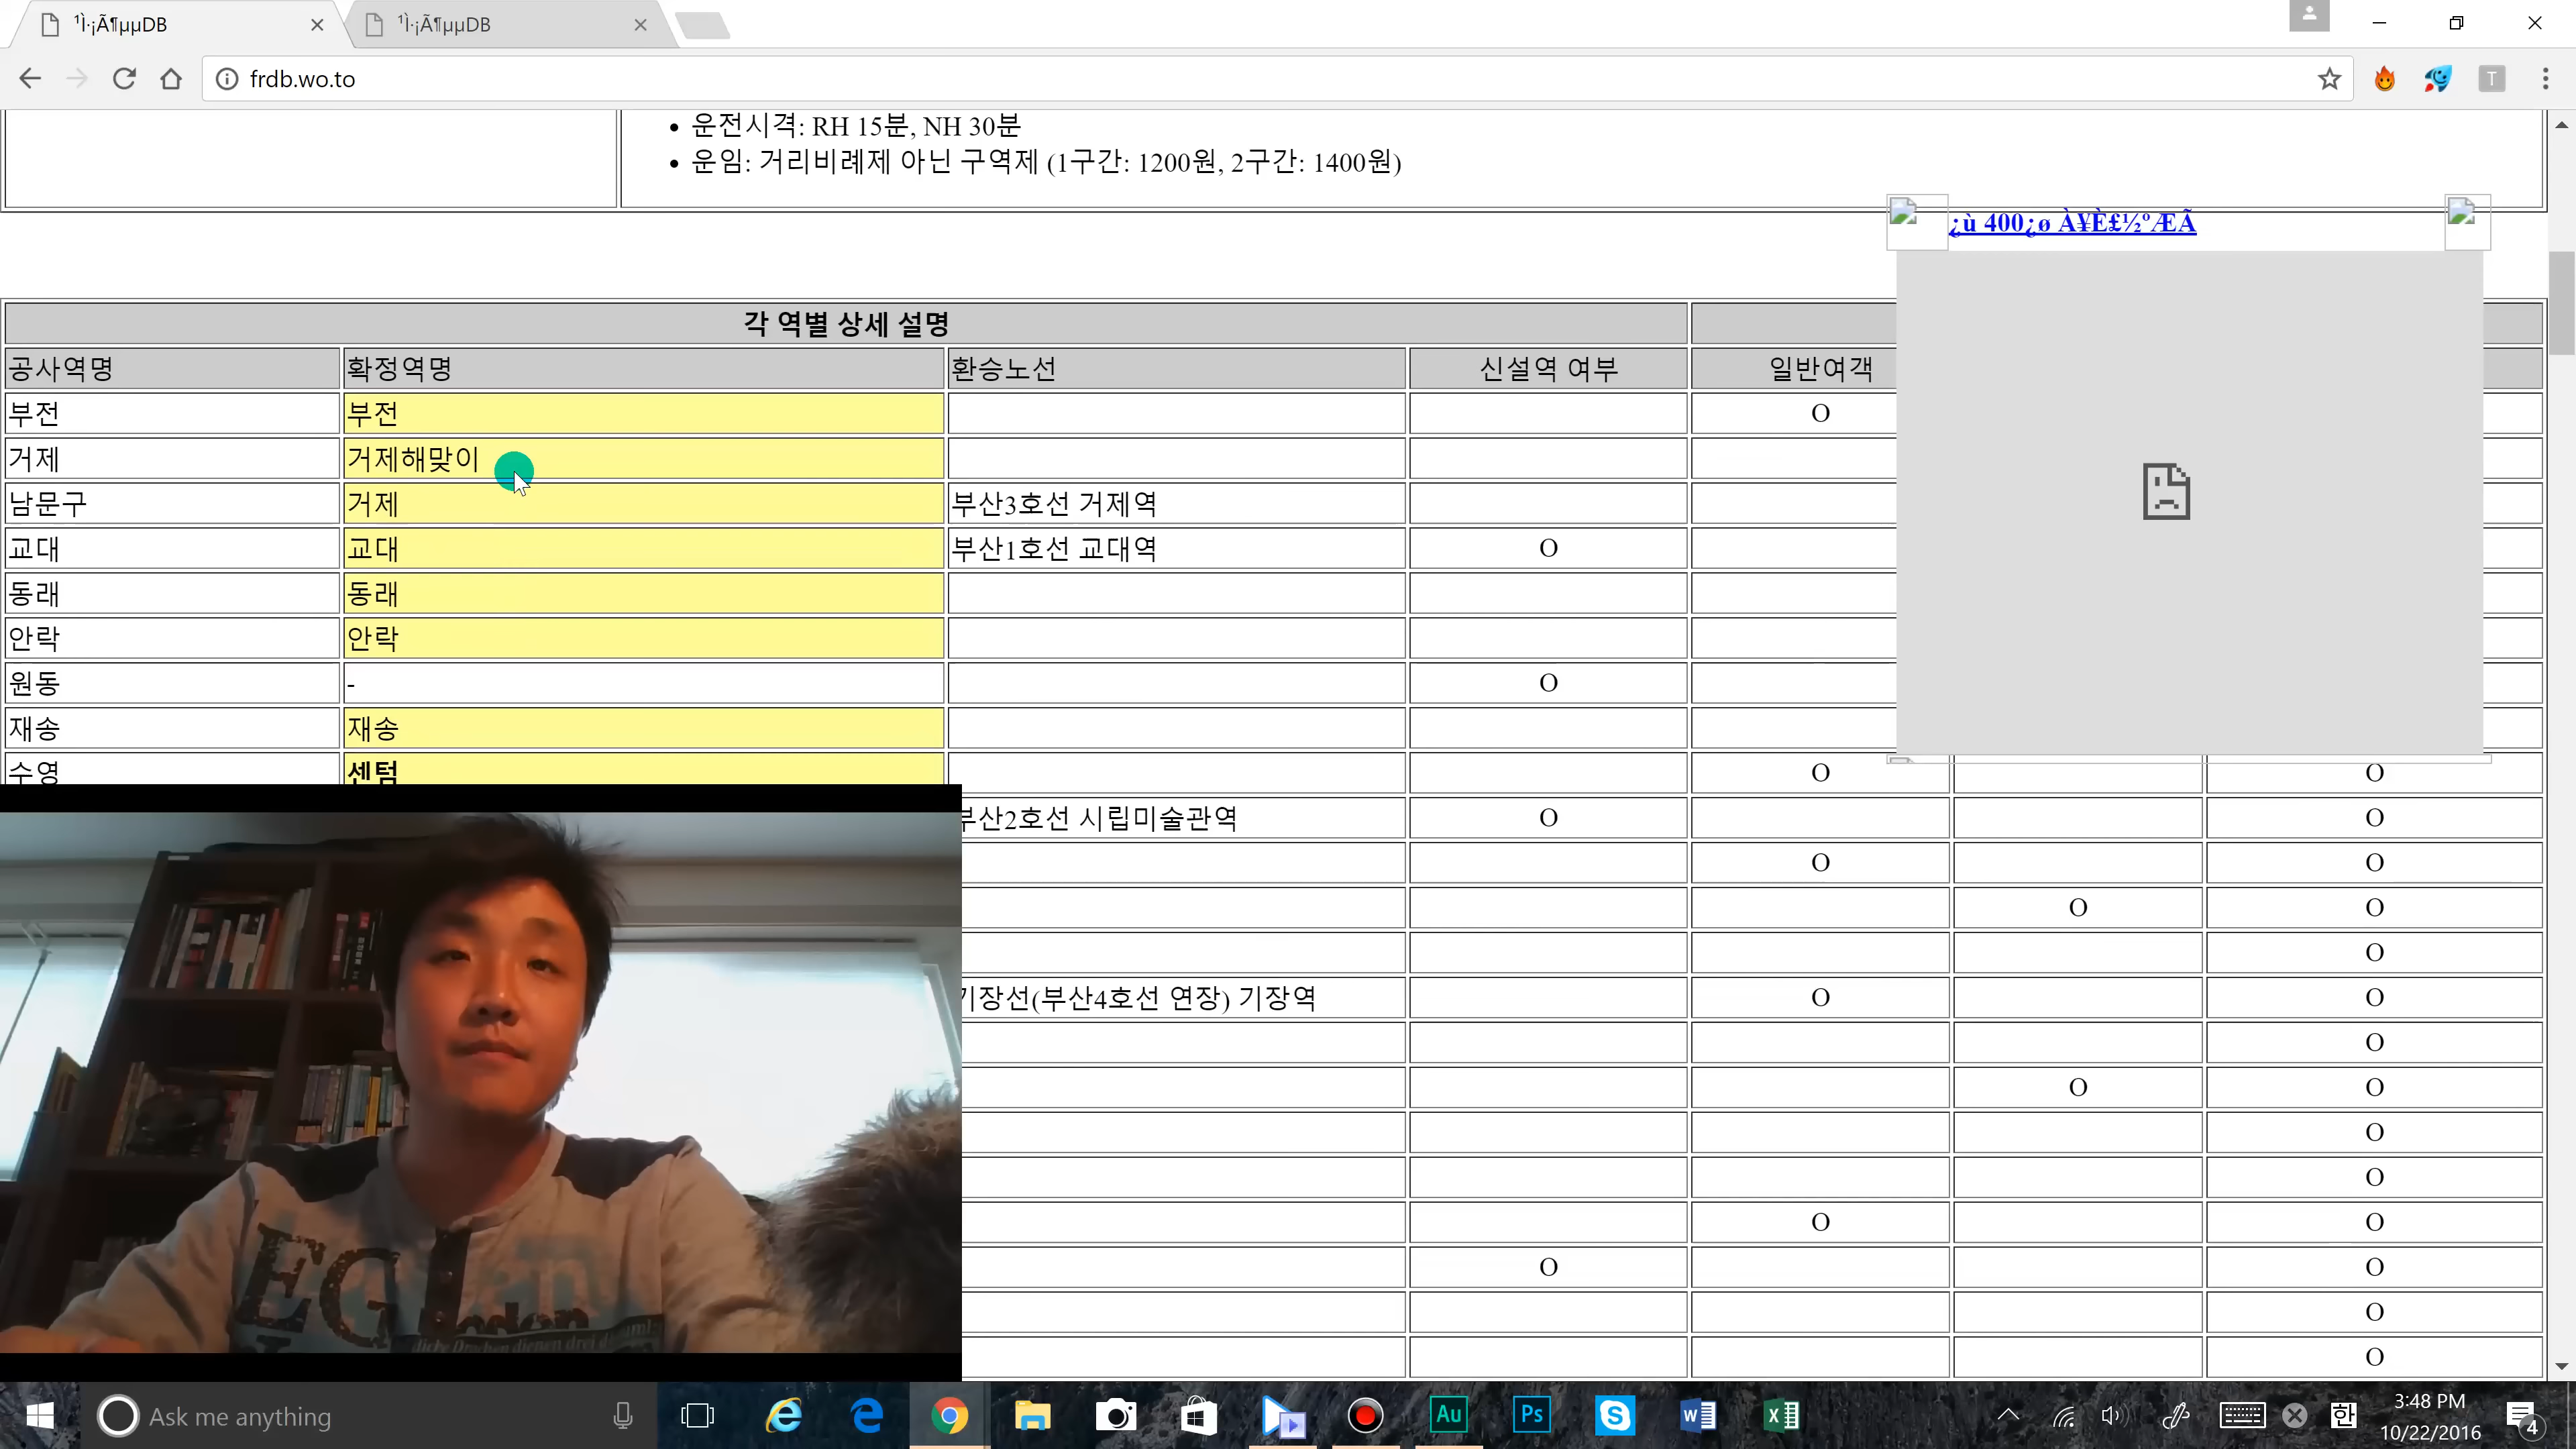 ¹Ì·¡Ã¶µµDB
¹Ì·¡Ã¶µµDB
frdb.wo.to
T
• 운전시격: RH 15분, NH 30분
• 운임: 거리비례제 아닌 구역제 (1구간: 1200원, 2구간: 1400원)
¿ù 400¿ø À¥È£½ºÆÃ
각 역별 상세 설명
공사역명 확정역명 환승노선 신설역 여부 일반여객
부전 부전 O
거제 거제해맞이
남문구 거제 부산3호선 거제역
교대 교대 부산1호선 교대역 O
동래 동래
안락 안락
원동 - O
재송 재송
수영 센텀 O O
부산2호선 시립미술관역 O O
O O
O O
O
기장선(부산4호선 연장) 기장역 O O
O
O O
O
O
O O
O O
O
O
Ask me anything
Au
Ps
한
3:48 PM
10/22/2016
4